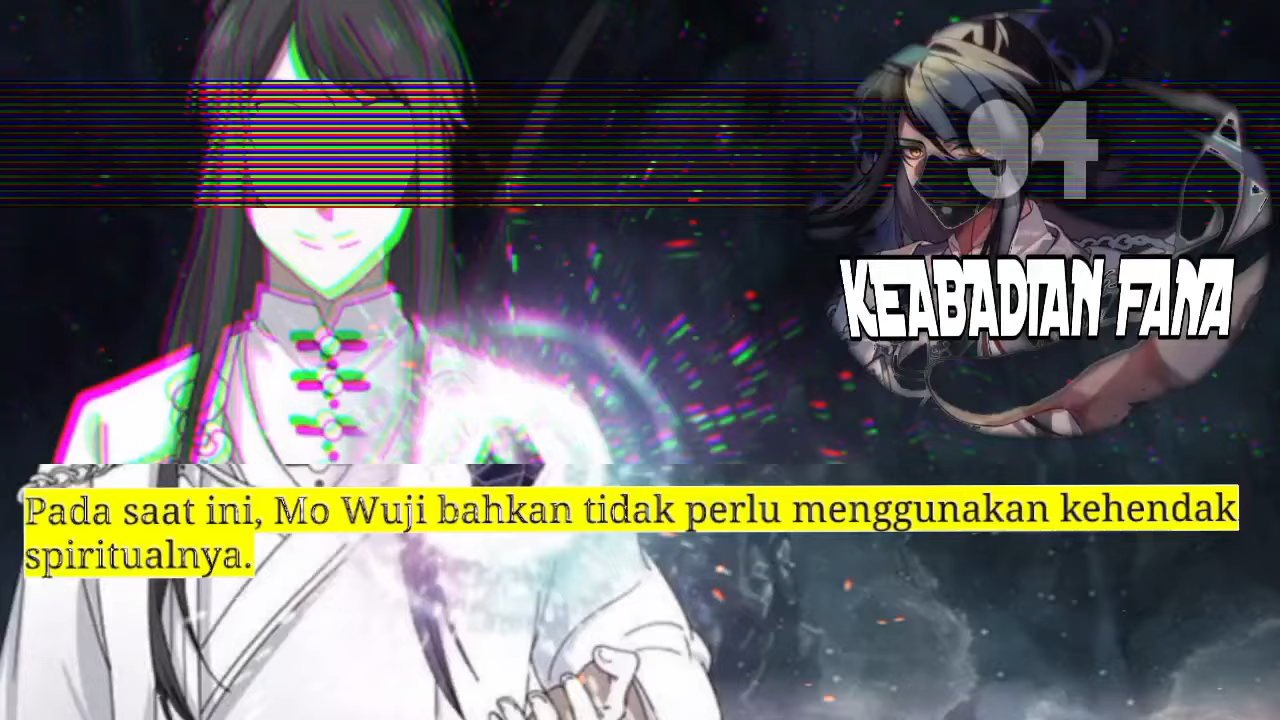 94
KEABADIAN FANA
Pada saat ini, Mo Wuji bahkan tidak perlu menggunakan kehendak
spiritualnya.